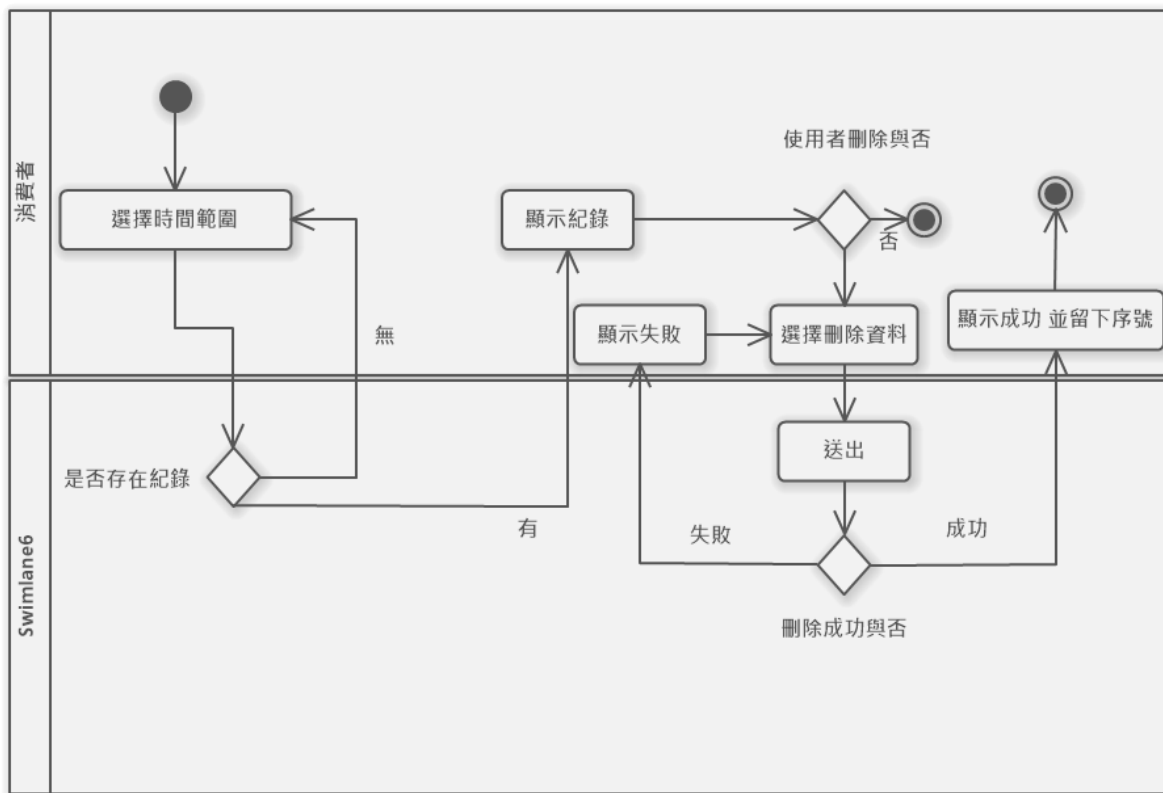 消費者
使用者刪除與否
選擇時間範圍
顯示紀錄
否
顯示成功 並留下序號
顯示失敗
選擇刪除資料
無
Swimlane6
送出
是否存在紀錄
有
失敗
成功
刪除成功與否